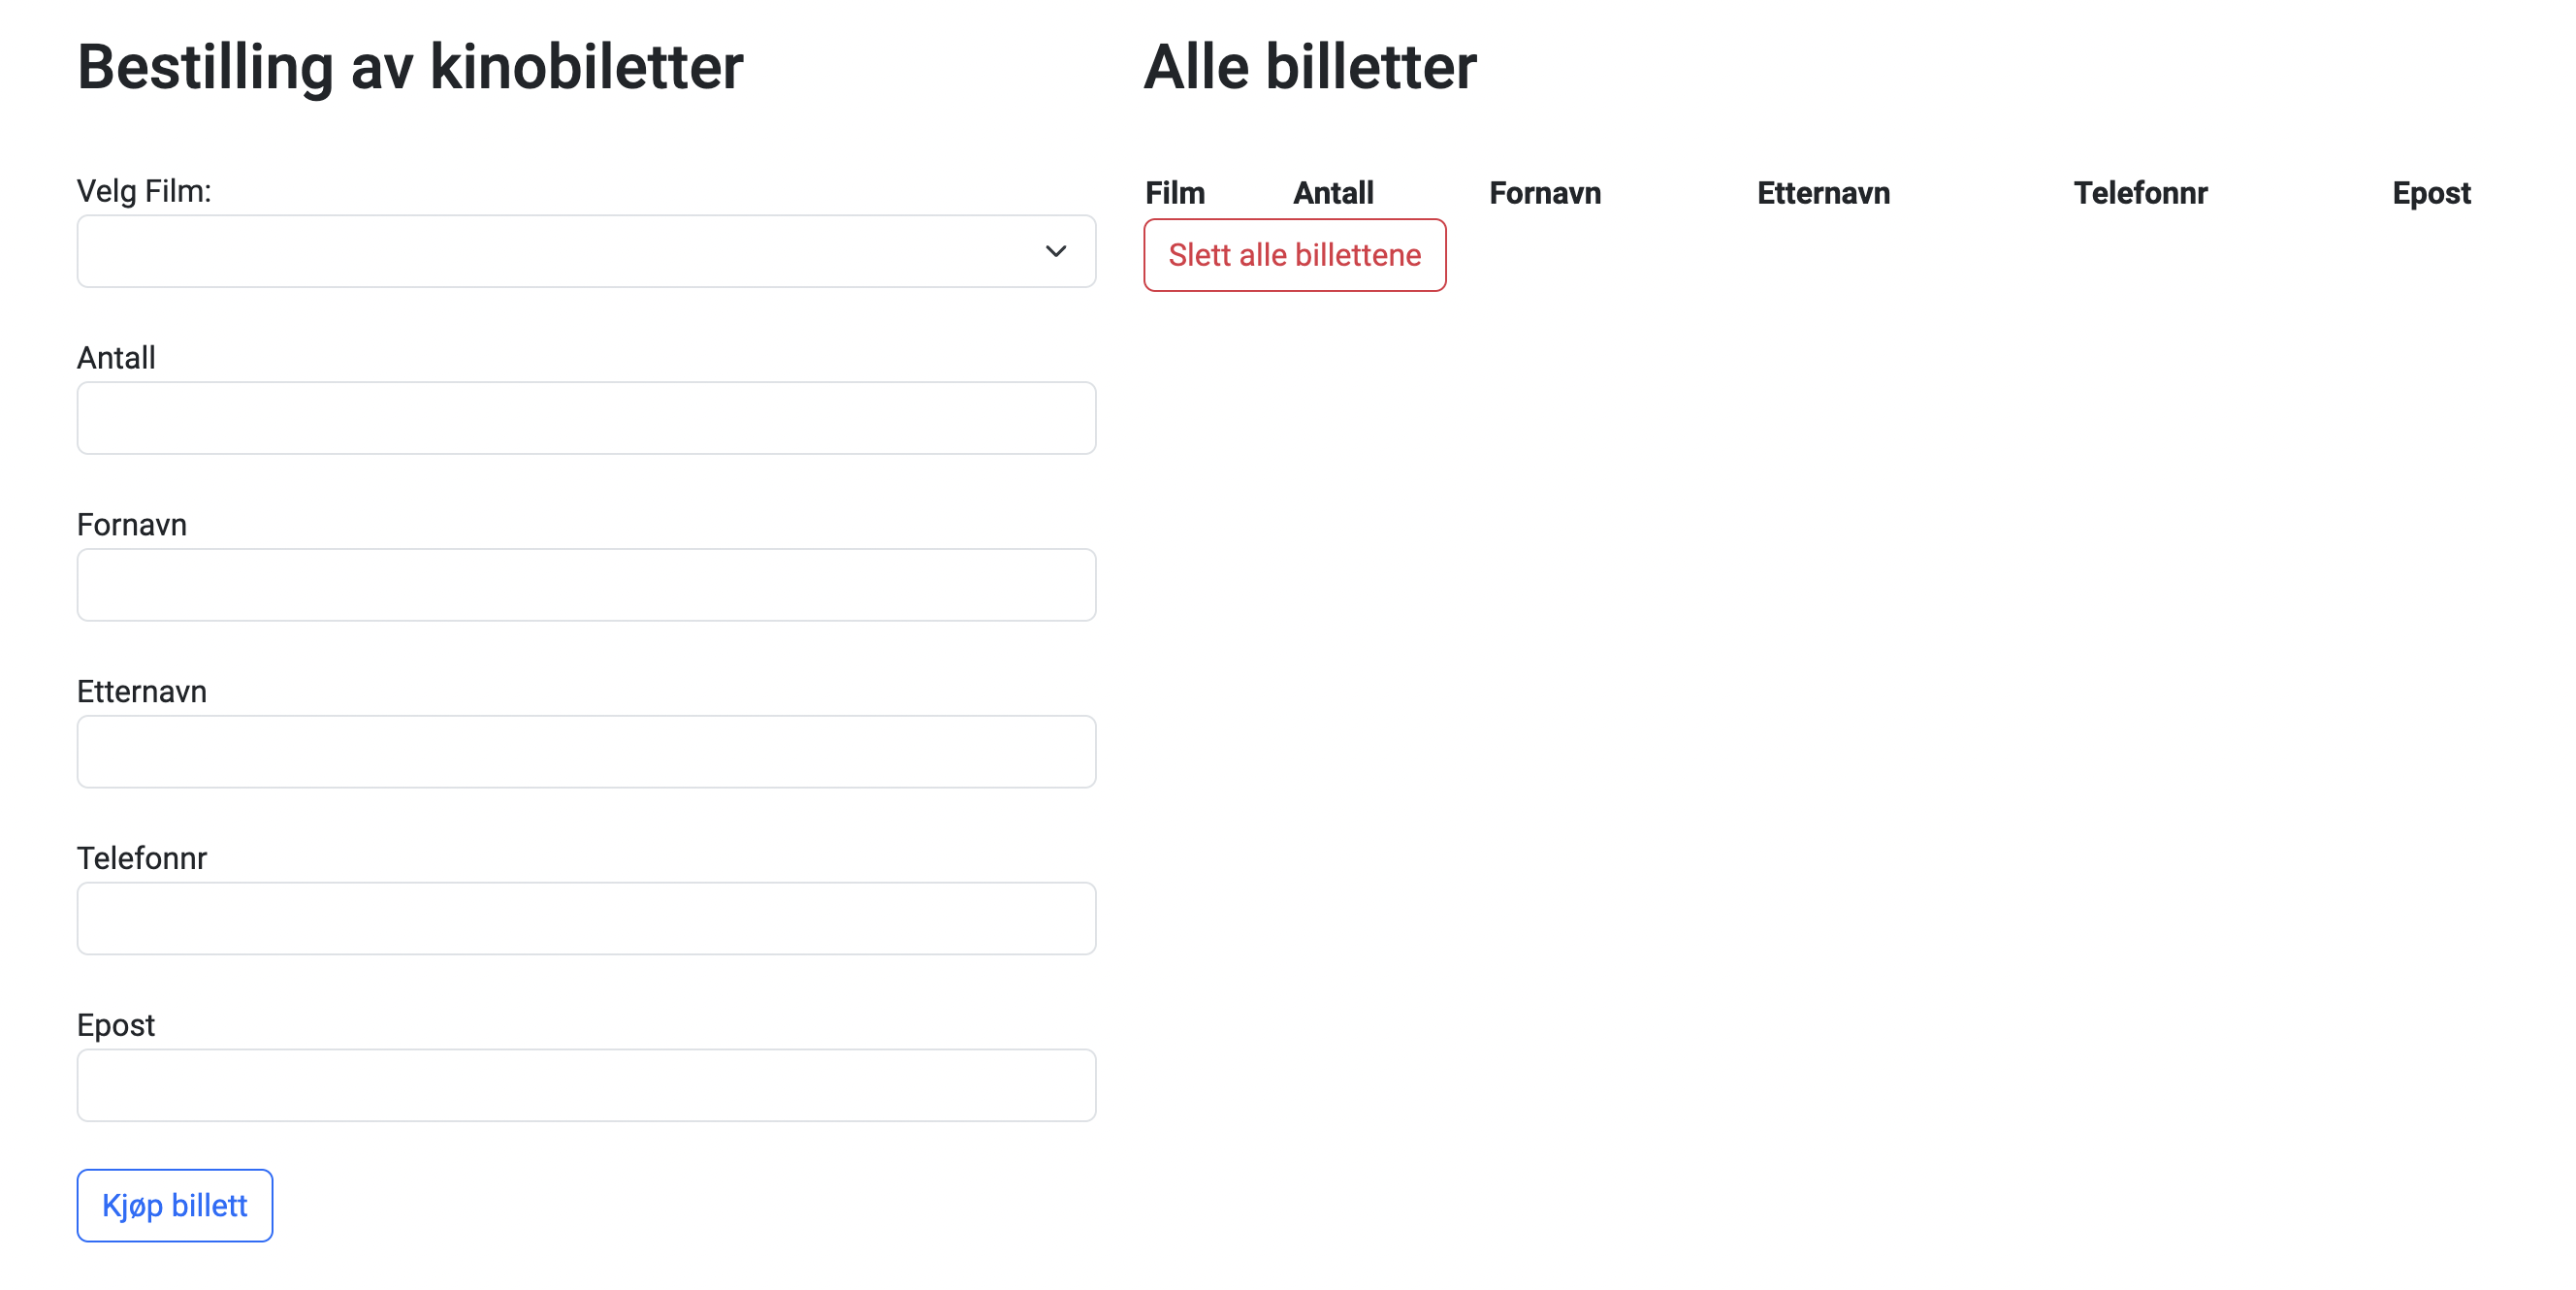 Bestilling av kinobiletter
Velg Film:
Antall
Fornavn
Etternavn
Telefonnr
Epost
Kjøp billett
Alle billetter
Film Antall Fornavn Etternavn Telefonnr Epost
Slett alle billettene